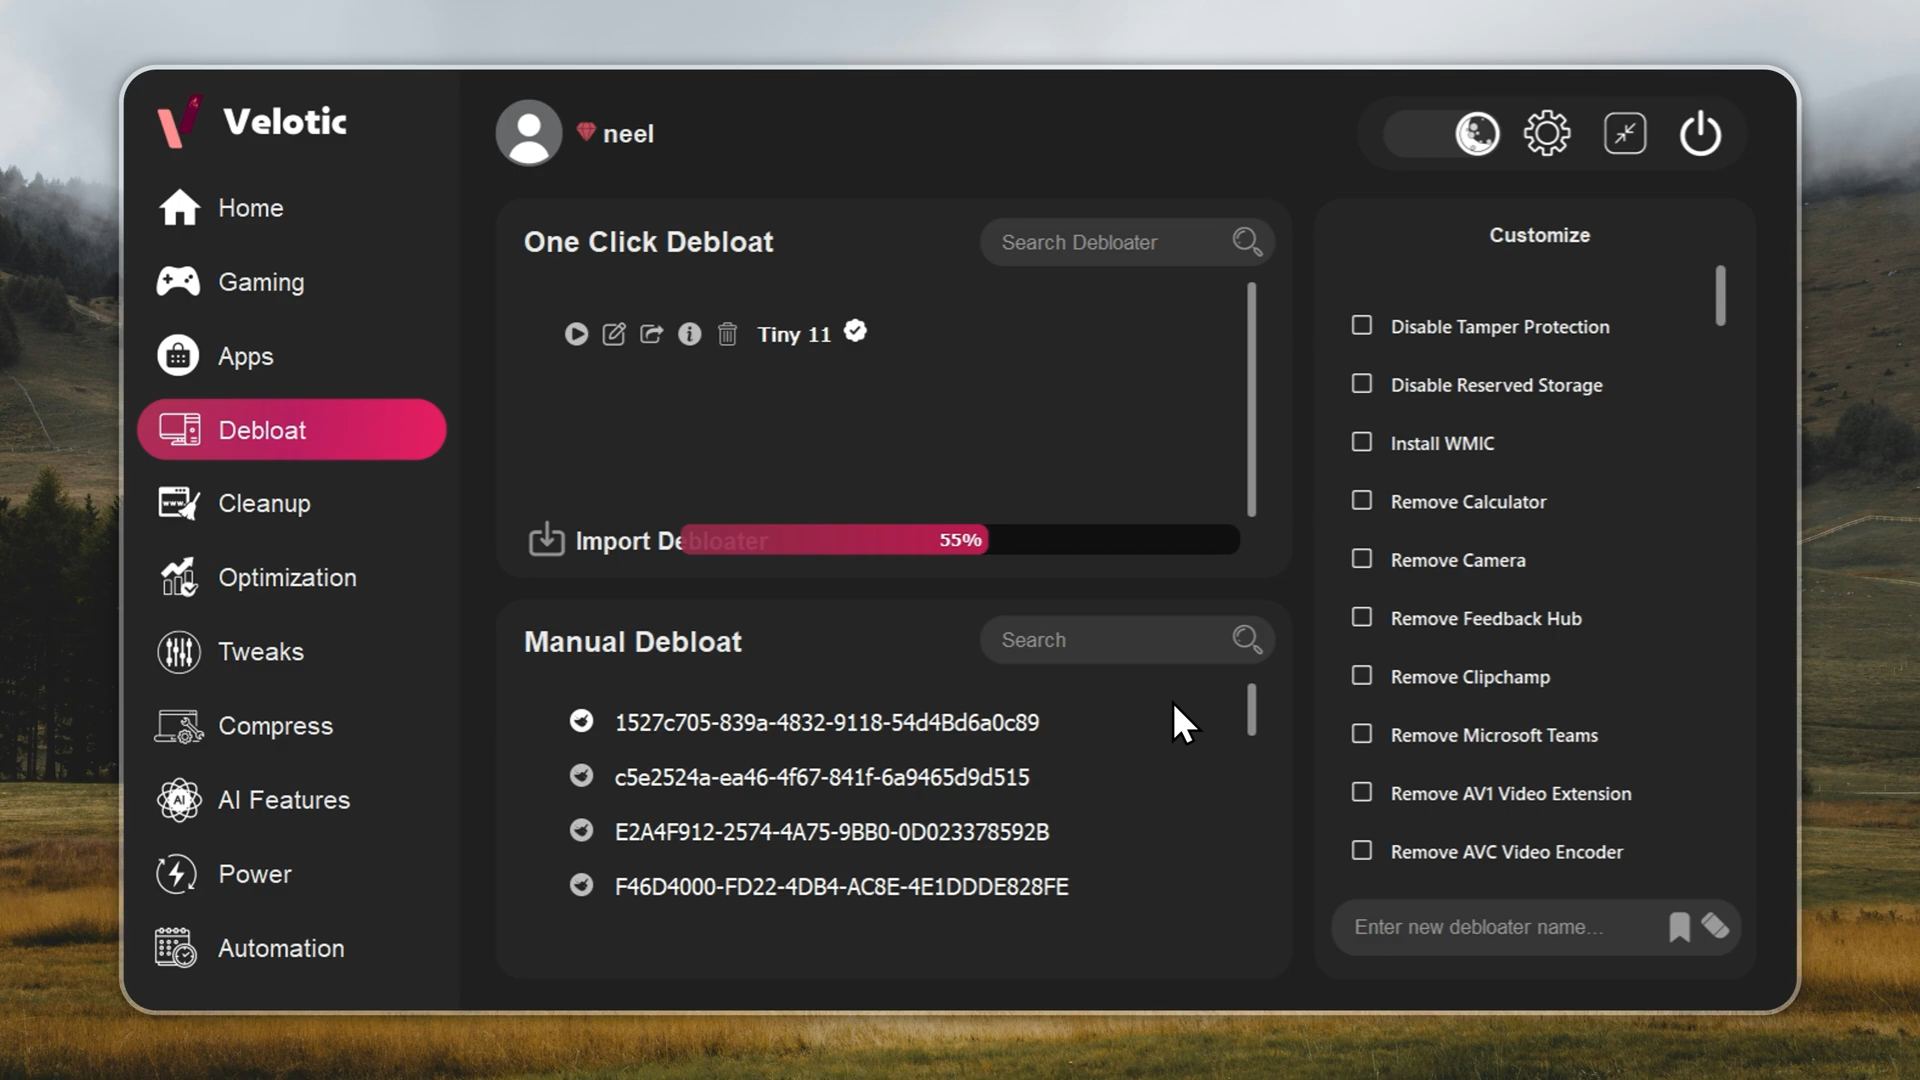 Velotic
Home
Gaming
Apps
Debloat
Cleanup
Optimization
Tweaks
Compress
AI
AI Features
Power
Automation
neel
One Click Debloat
Search Debloater
Tiny 11
Import Debloater
55%
Manual Debloat
Search
1527c705-839a-4832-9118-54d4Bd6a0c89
c5e2524a-ea46-4f67-841f-6a9465d9d515
E2A4F912-2574-4A75-9BB0-0D023378592B
F46D4000-FD22-4DB4-AC8E-4E1DDDE828FE
Customize
Disable Tamper Protection
Disable Reserved Storage
Install WMIC
Remove Calculator
Remove Camera
Remove Feedback Hub
Remove Clipchamp
Remove Microsoft Teams
Remove AV1 Video Extension
Remove AVC Video Encoder
Enter new debloater name...